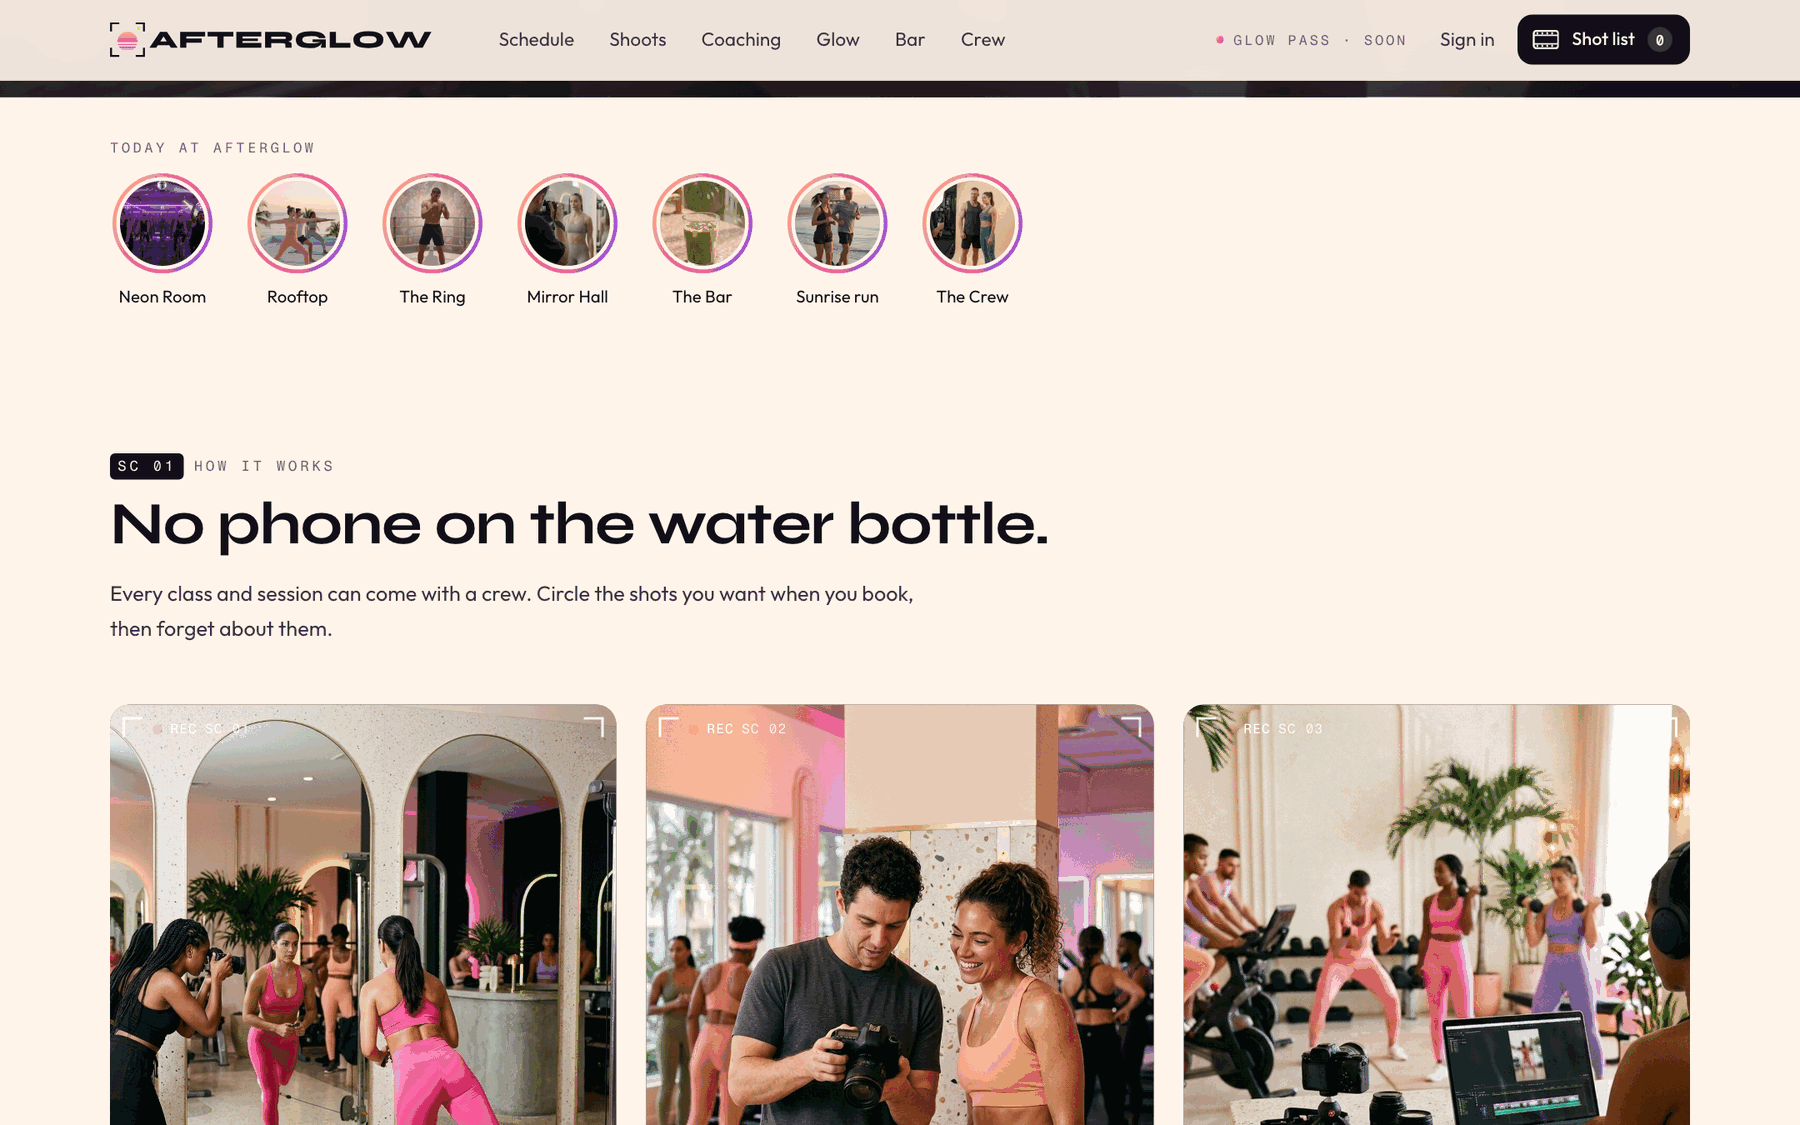 AFTERGLOW
Schedule
Shoots
Coaching
Glow
Bar
Crew
GLOW PASS · SOON
Sign in
Shot list 0
TODAY AT AFTERGLOW
Neon Room
Rooftop
The Ring
Mirror Hall
The Bar
Sunrise run
The Crew
SC 01 HOW IT WORKS
No phone on the water bottle.
Every class and session can come with a crew. Circle the shots you want when you book,
then forget about them.
REC SC 01
REC SC 02
REC SC 03